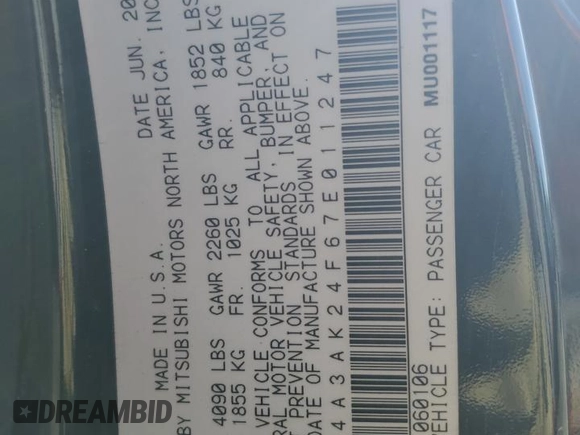 MADE IN U.S.A. DATE JUN. 20
BY MITSUBISHI MOTORS NORTH AMERICA, INC
4090 LBS GAWR 2260 LBS GAWR 1852 LBS
1855 KG FR. 1025 KG RR. 840 KG
VEHICLE CONFORMS TO ALL APPLICABLE
RAL MOTOR VEHICLE SAFETY, BUMPER, AND
PREVENTION STANDARDS IN EFFECT ON
DATE OF MANUFACTURE SHOWN ABOVE.
4A3AK24F67E011247
060106
EHICLE TYPE: PASSENGER CAR MU001117
DREAMBID